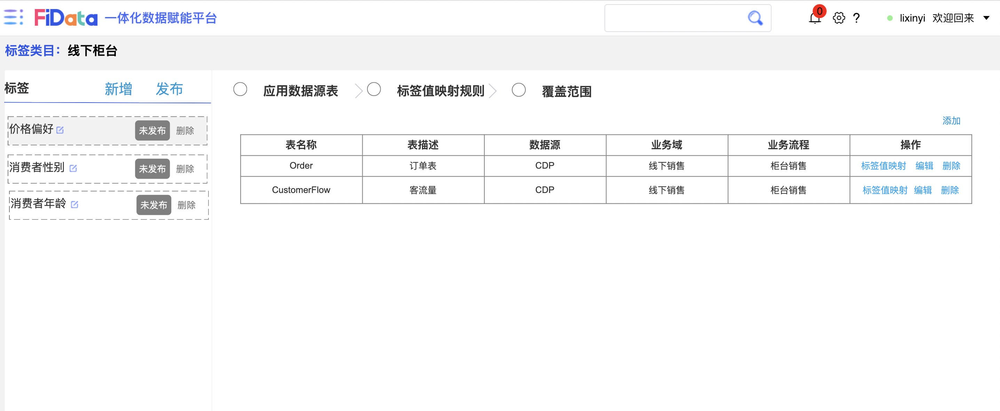 FiData 一体化数据赋能平台 0 ? lixinyi 欢迎回来
标签类目：线下柜台
标签 新增 发布
价格偏好 未发布 删除
消费者性别 未发布 删除
消费者年龄 未发布 删除
应用数据源表 标签值映射规则 覆盖范围
添加
表名称 表描述 数据源 业务域 业务流程 操作
Order 订单表 CDP 线下销售 柜台销售 标签值映射 编辑 删除
CustomerFlow 客流量 CDP 线下销售 柜台销售 标签值映射 编辑 删除